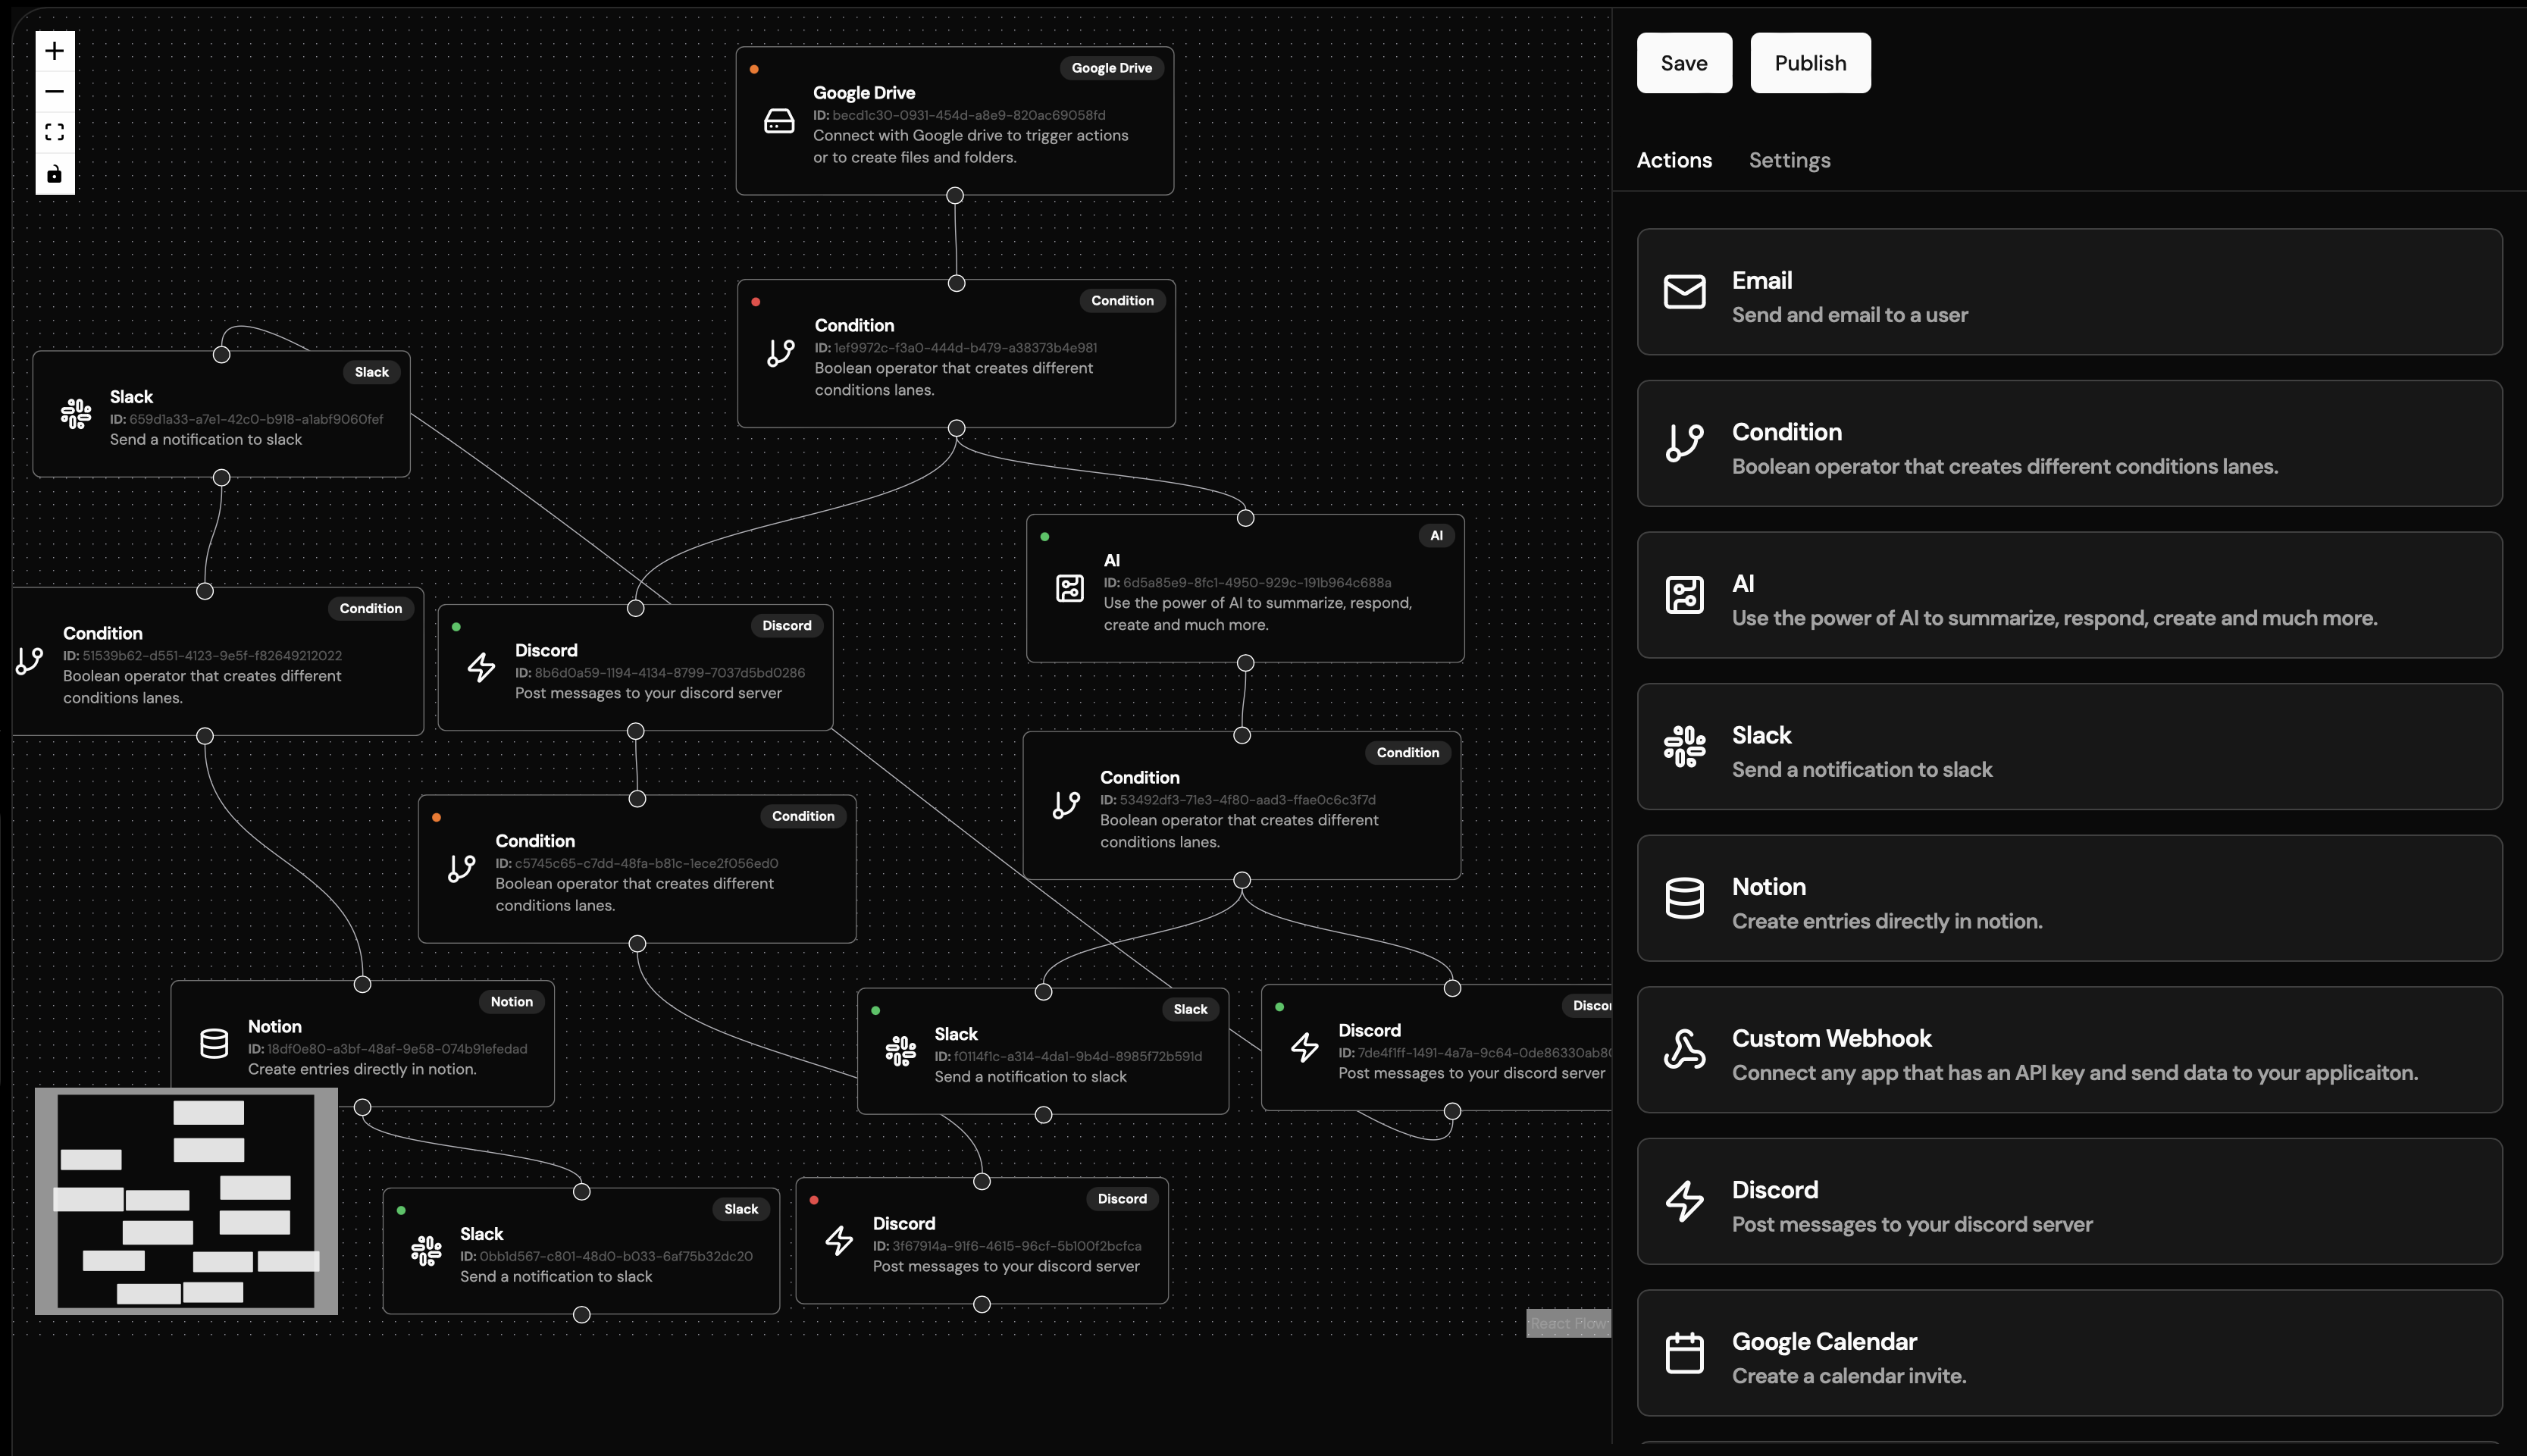 Google Drive
Google Drive
ID: becd1c30-0931-454d-a8e9-820ac69058fd
Connect with Google drive to trigger actions
or to create files and folders.
Condition
Condition
ID: 1ef9972c-f3a0-444d-b479-a38373b4e981
Boolean operator that creates different
conditions lanes.
Slack
Slack
ID: 659d1a33-a7e1-42c0-b918-a1abf9060fef
Send a notification to slack
AI
AI
ID: 6d5a85e9-8fc1-4950-929c-191b964c688a
Use the power of AI to summarize, respond,
create and much more.
Condition
Condition
ID: 51539b62-d551-4123-9e5f-f82649212022
Boolean operator that creates different
conditions lanes.
Discord
Discord
ID: 8b6d0a59-1194-4134-8799-7037d5bd0286
Post messages to your discord server
Condition
Condition
ID: 53492df3-71e3-4f80-aad3-ffae0c6c3f7d
Boolean operator that creates different
conditions lanes.
Condition
Condition
ID: c5745c65-c7dd-48fa-b81c-1ece2f056ed0
Boolean operator that creates different
conditions lanes.
Notion
Notion
ID: 18df0e80-a3bf-48af-9e58-074b91efedad
Create entries directly in notion.
Slack
Slack
ID: f0114f1c-a314-4da1-9b4d-8985f72b591d
Send a notification to slack
Discor
Discord
ID: 7de4f1ff-1491-4a7a-9c64-0de86330ab8
Post messages to your discord server
Slack
Slack
ID: 0bb1d567-c801-48d0-b033-6af75b32dc20
Send a notification to slack
Discord
Discord
ID: 3f67914a-91f6-4615-96cf-5b100f2bcfca
Post messages to your discord server
React Flow
Save
Publish
Actions
Settings
Email
Send and email to a user
Condition
Boolean operator that creates different conditions lanes.
AI
Use the power of AI to summarize, respond, create and much more.
Slack
Send a notification to slack
Notion
Create entries directly in notion.
Custom Webhook
Connect any app that has an API key and send data to your applicaiton.
Discord
Post messages to your discord server
Google Calendar
Create a calendar invite.